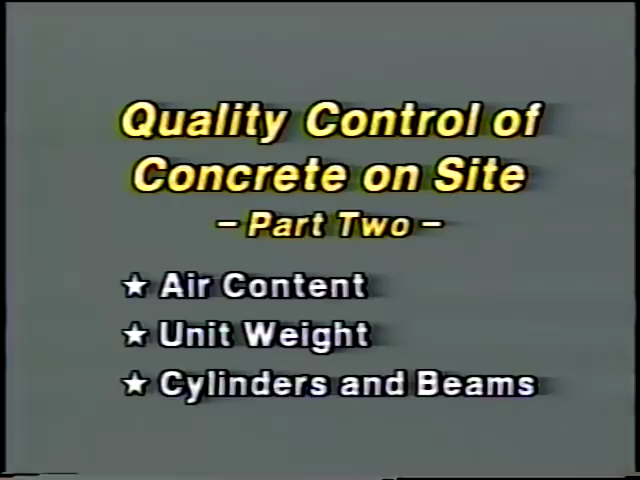 Quality Control of
Concrete on Site
– Part Two –
★ Air Content
★ Unit Weight
★ Cylinders and Beams